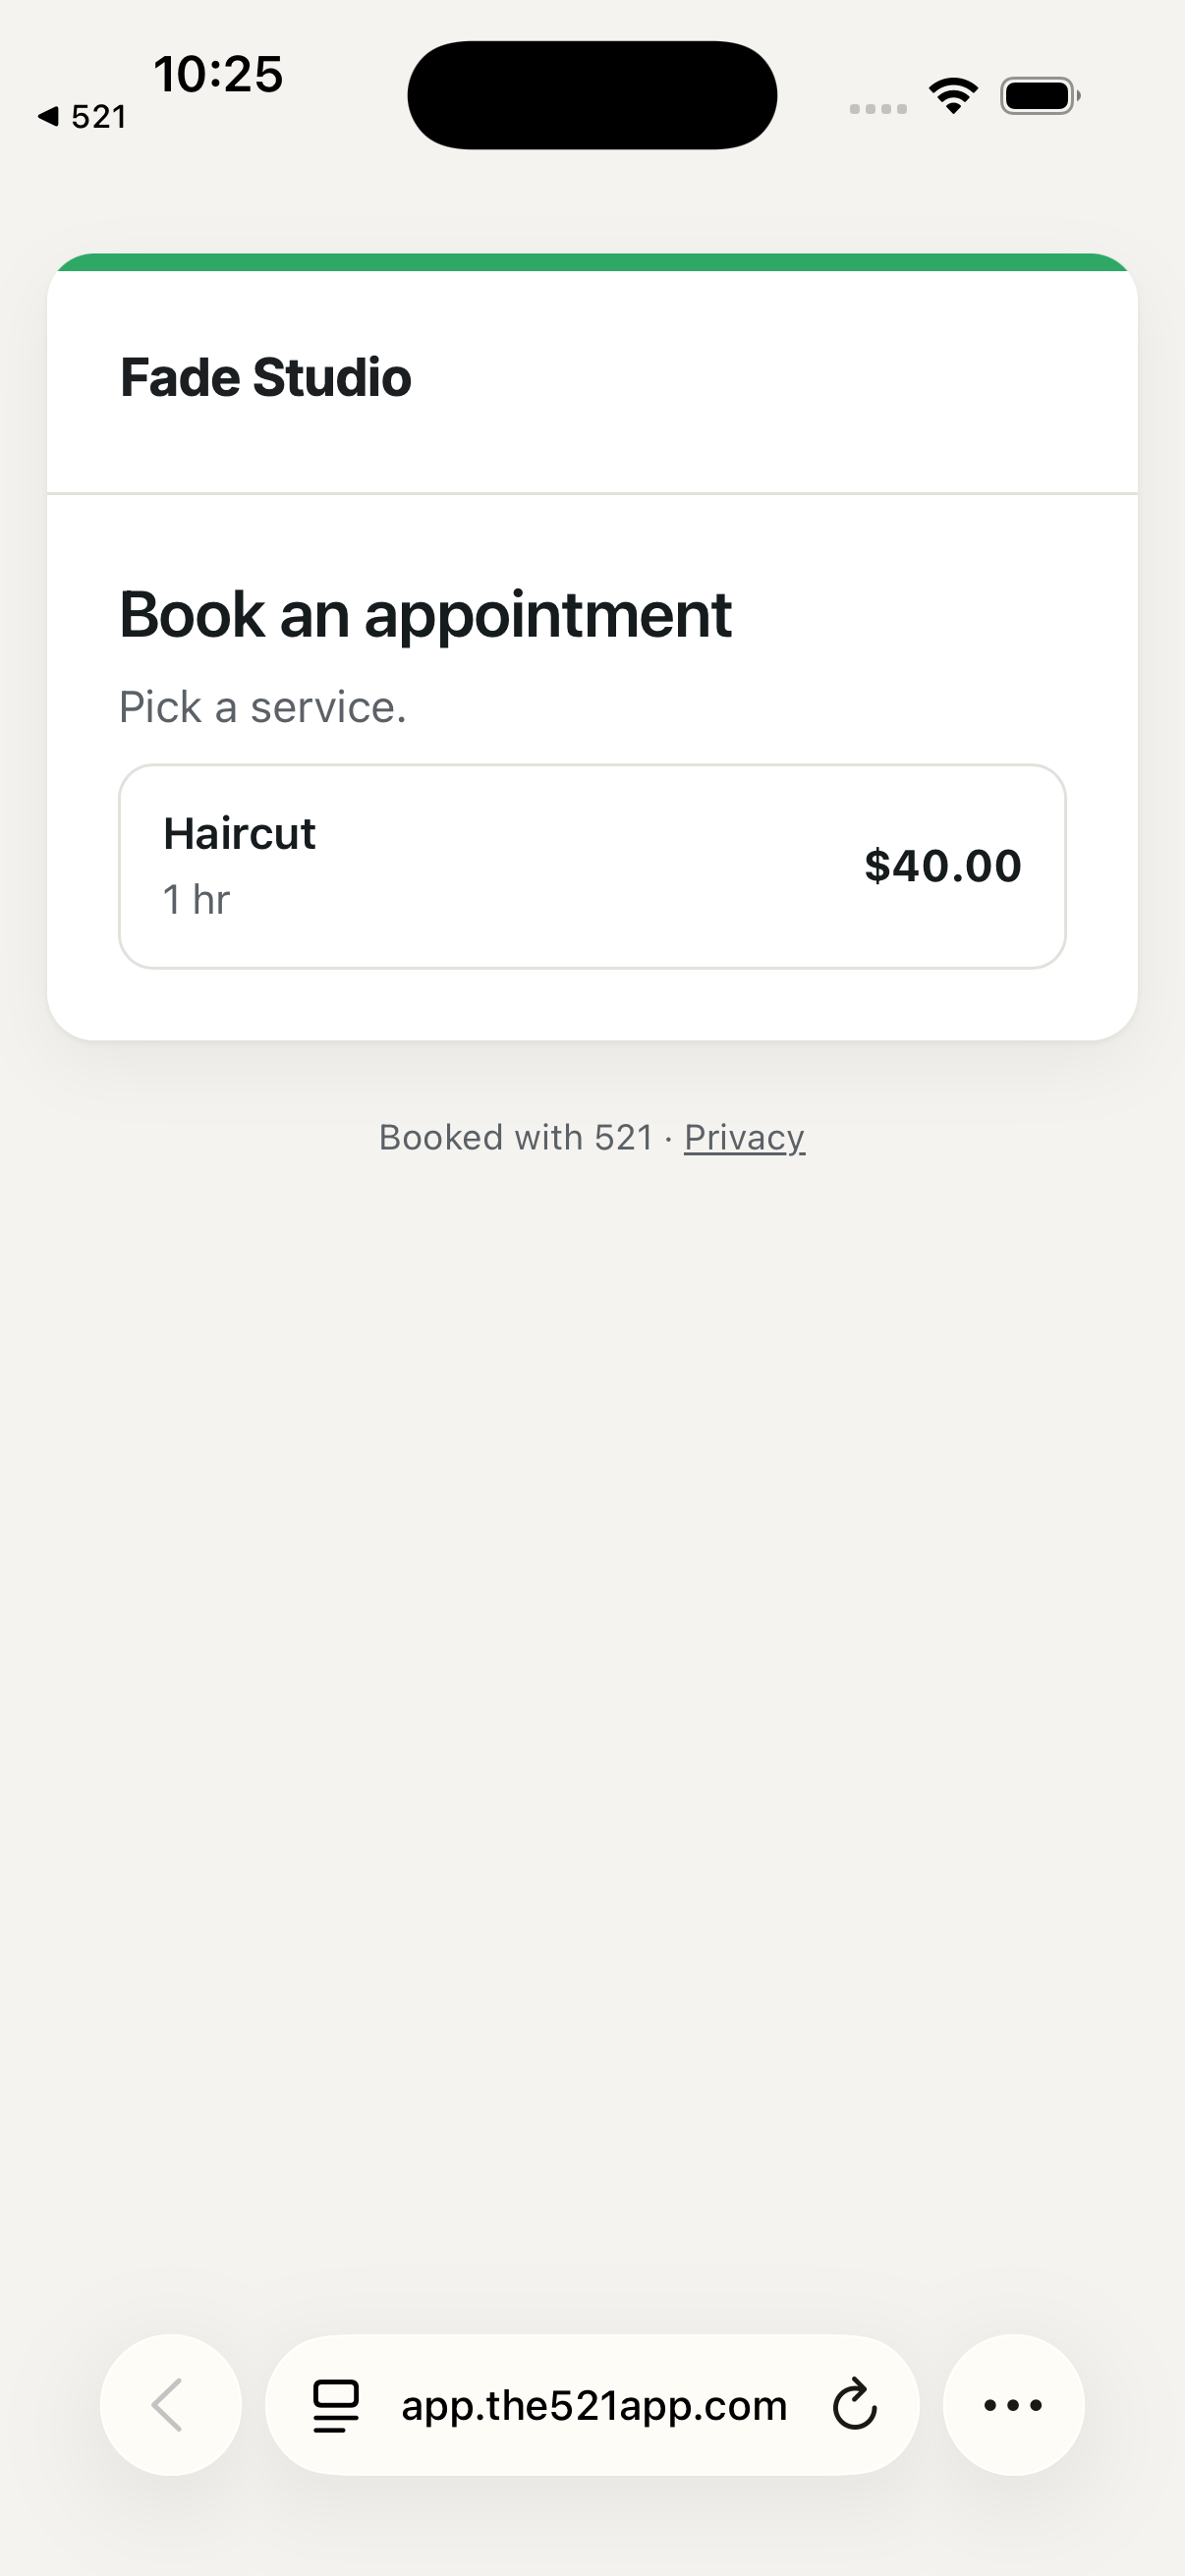 10:25
◀ 521
Fade Studio
Book an appointment
Pick a service.
Haircut
1 hr
$40.00
Booked with 521 · Privacy
app.the521app.com